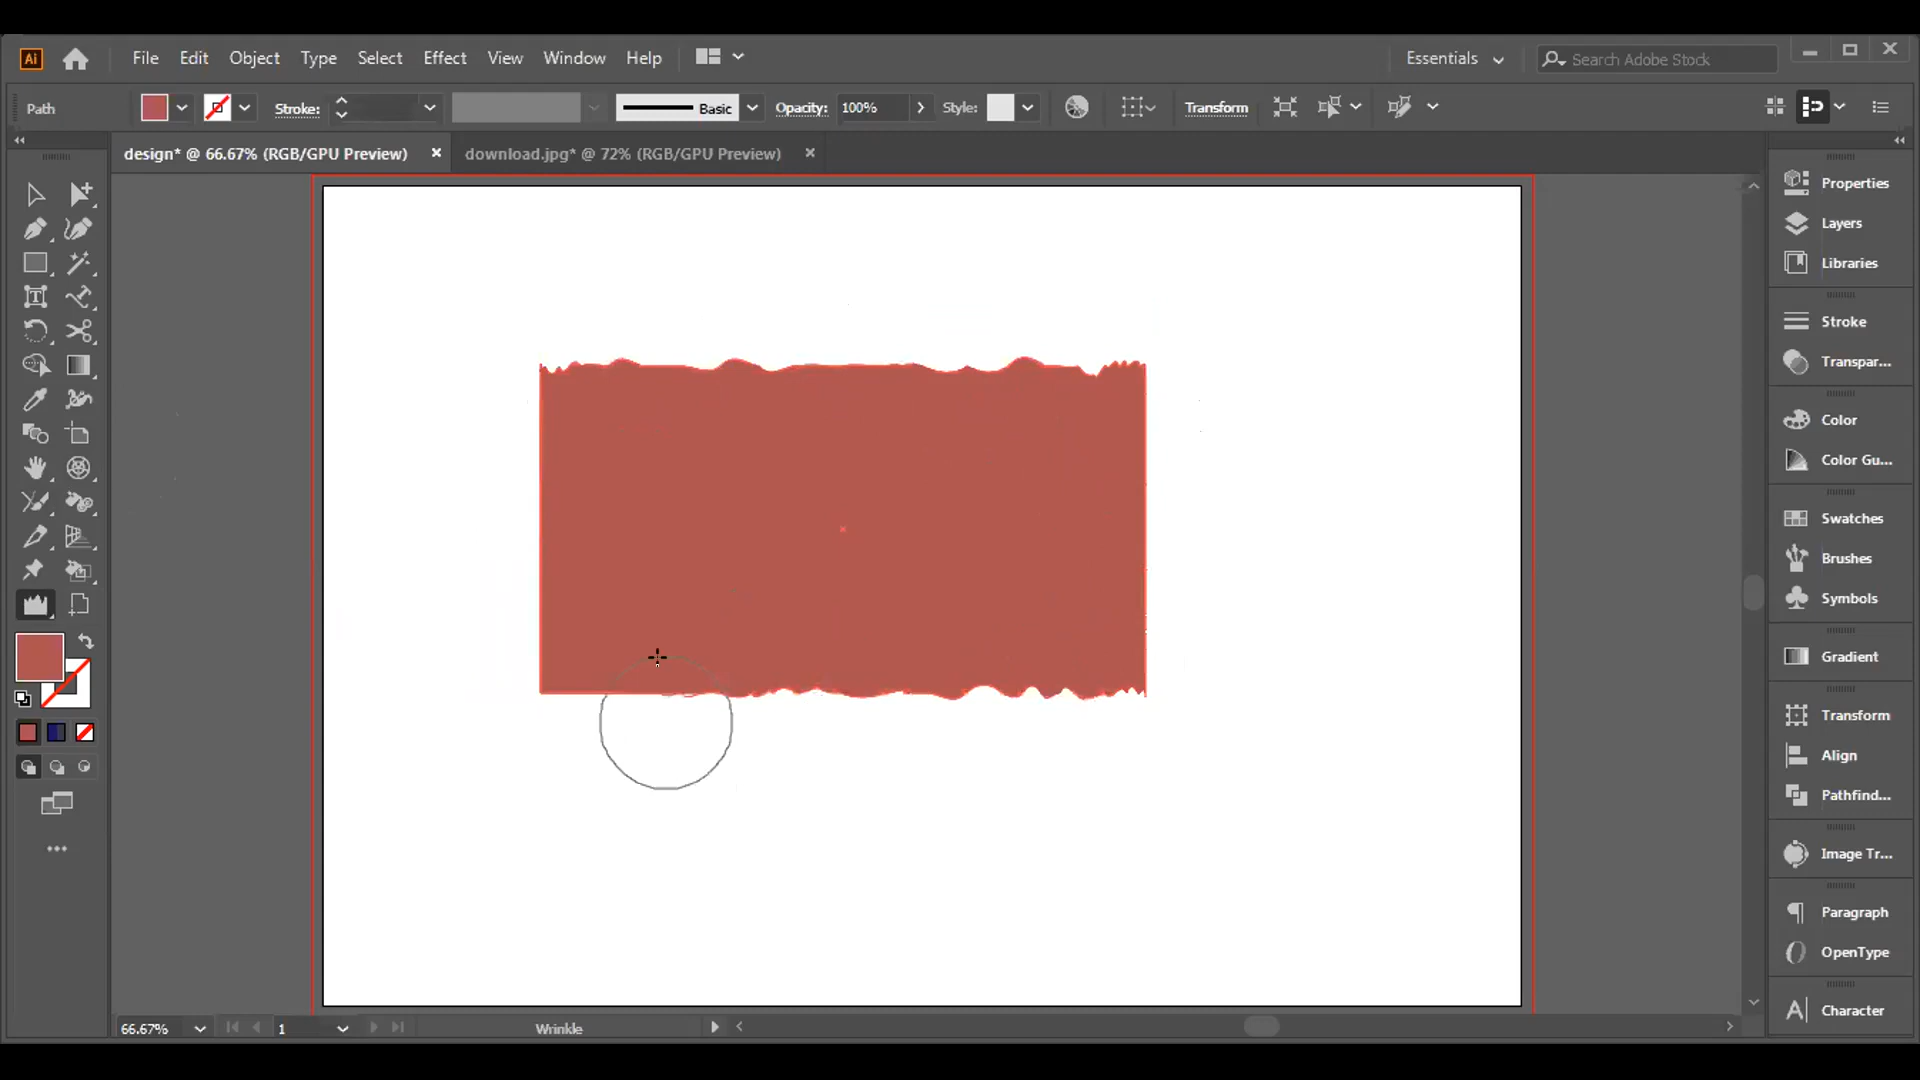 Ai File Edit Object Type Select Effect View Window Help Essentials Search Adobe Stock
Path Stroke: Basic Opacity: 100% Style: Transform
design* @ 66.67% (RGB/GPU Preview) download.jpg* @ 72% (RGB/GPU Preview)
Properties
Layers
Libraries
Stroke
Transpar...
Color
Color Gu...
Swatches
Brushes
Symbols
Gradient
Transform
Align
Pathfind...
Image Tr...
Paragraph
OpenType
Character
66.67% 1 Wrinkle